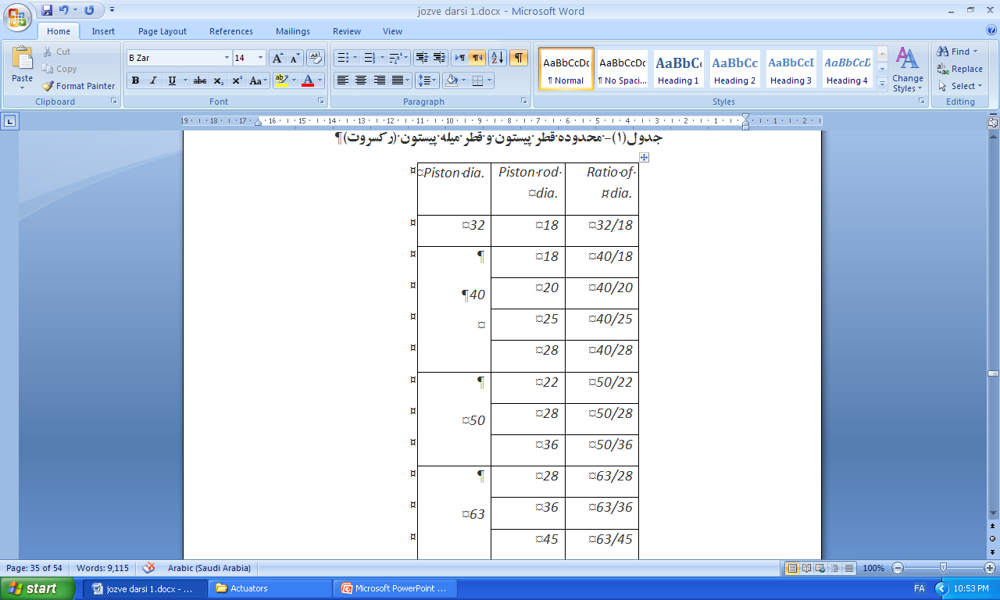 jozve darsi 1.docx - Microsoft Word
Home Insert Page Layout References Mailings Review View
Paste
Cut
Copy
Format Painter
Clipboard
B Zar 14
B I U abc x₂ x² Aa
Font
Paragraph
AaBbCcDc AaBbCcDc AaBbC AaBbCc AaBbCcI AaBbCcD
¶ Normal ¶ No Spaci... Heading 1 Heading 2 Heading 3 Heading 4
Change Styles
Styles
Find
Replace
Select
Editing
19 18 17 16 15 14 13 12 11 10 9 8 7 6 5 4 3 2 1 1 2
جدول(۱)- محدوده قطر پیستون و قطر میله پیستون (رکسروت)¶
Piston dia. Piston rod dia. Ratio of dia.
32 18 32/18
40 18 40/18
20 40/20
25 40/25
28 40/28
50 22 50/22
28 50/28
36 50/36
63 28 63/28
36 63/36
45 63/45
Page: 35 of 54 Words: 9,115 Arabic (Saudi Arabia) 100%
start jozve darsi 1.docx - ... Actuators Microsoft PowerPoint ... FA 10:53 PM